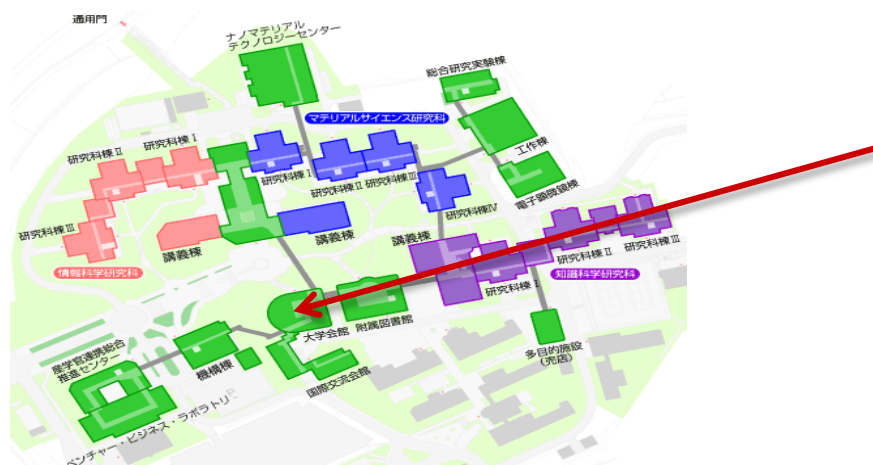 通用門
ナノマテリアル
テクノロジーセンター
総合研究実験棟
マテリアルサイエンス研究科
工作棟
研究科棟Ⅰ
研究科棟Ⅱ
研究科棟Ⅰ
研究科棟Ⅱ
研究科棟Ⅲ
電子顕微鏡棟
研究科棟Ⅳ
研究科棟Ⅲ
講義棟
講義棟
講義棟
研究科棟Ⅱ
研究科棟Ⅲ
情報科学研究科
研究科棟Ⅰ
知識科学研究科
大学会館
附属図書館
産学官連携総合
推進センター
機構棟
国際交流会館
多目的施設
(売店)
ベンチャー・ビジネス・ラボラトリ